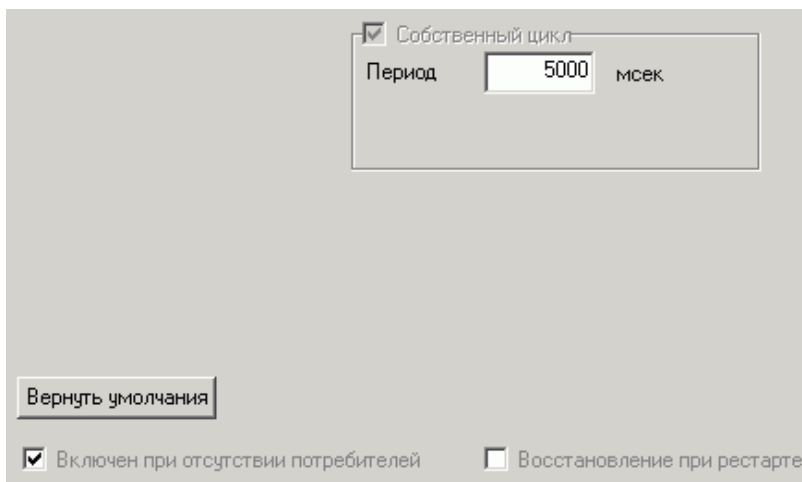 Собственный цикл
Период 5000 мсек
Вернуть умолчания
Включен при отсутствии потребителей Восстановление при рестарте